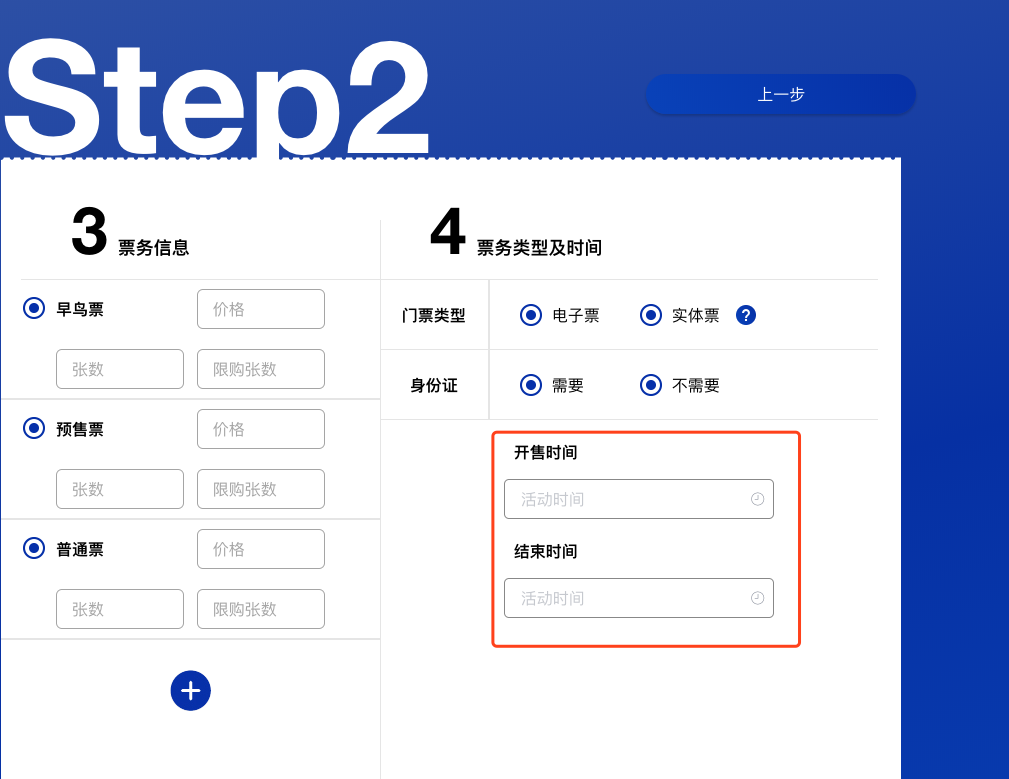 Step2
上一步
3 票务信息
早鸟票 价格
张数 限购张数
预售票 价格
张数 限购张数
普通票 价格
张数 限购张数
4 票务类型及时间
门票类型 电子票 实体票 ?
身份证 需要 不需要
开售时间
活动时间
结束时间
活动时间